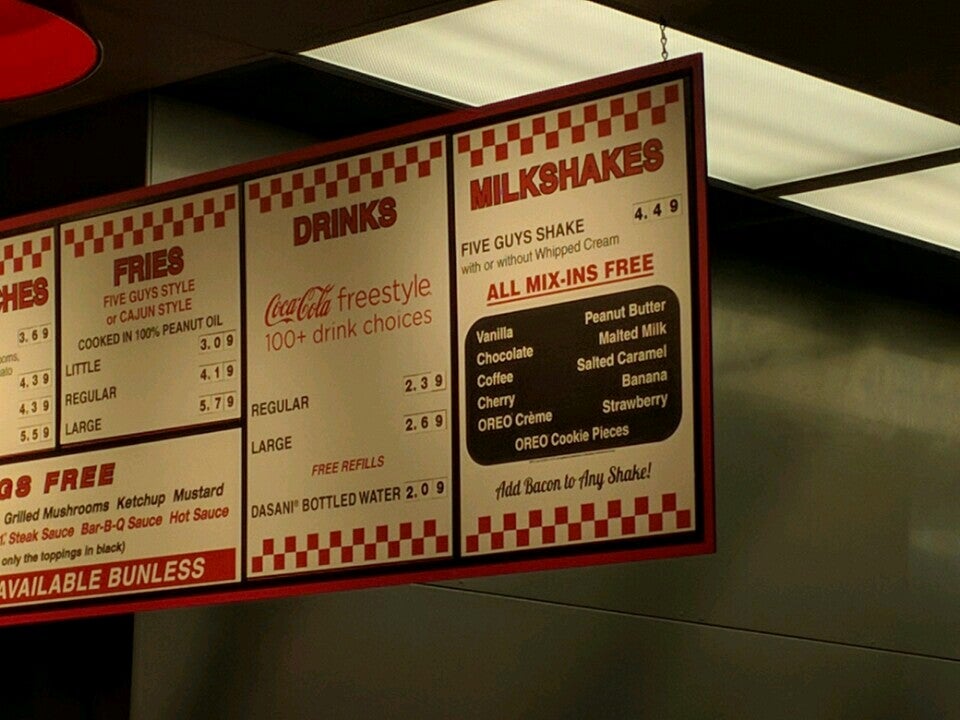 CHES
3.69
4.39
4.39
5.59
FRIES
FIVE GUYS STYLE
or CAJUN STYLE
COOKED IN 100% PEANUT OIL
LITTLE 3.09
REGULAR 4.19
LARGE 5.79
GS FREE
Grilled Mushrooms Ketchup Mustard
Steak Sauce Bar-B-Q Sauce Hot Sauce
only the toppings in black)
AVAILABLE BUNLESS
DRINKS
Coca-Cola freestyle
100+ drink choices
REGULAR 2.39
LARGE 2.69
FREE REFILLS
DASANI® BOTTLED WATER 2.09
MILKSHAKES
FIVE GUYS SHAKE 4.49
with or without Whipped Cream
ALL MIX-INS FREE
Vanilla Peanut Butter
Chocolate Malted Milk
Coffee Salted Caramel
Cherry Banana
OREO Crème Strawberry
OREO Cookie Pieces
Add Bacon to Any Shake!